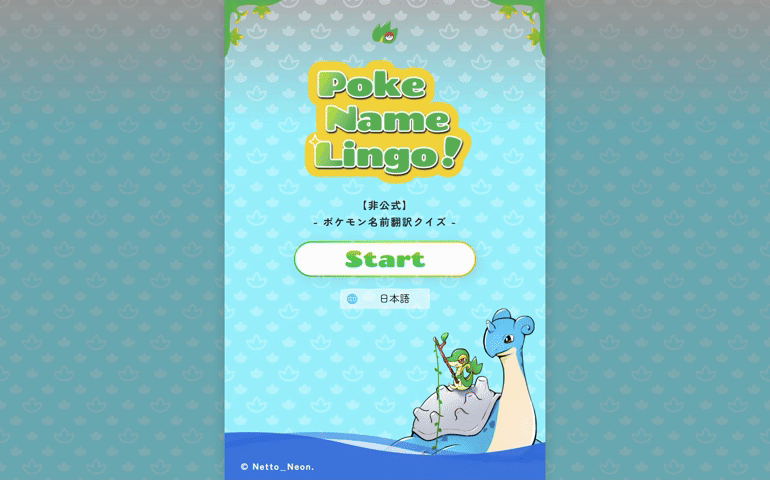 Poke
Name
Lingo!
【非公式】
- ポケモン名前翻訳クイズ -
Start
日本語
© Netto_Neon.